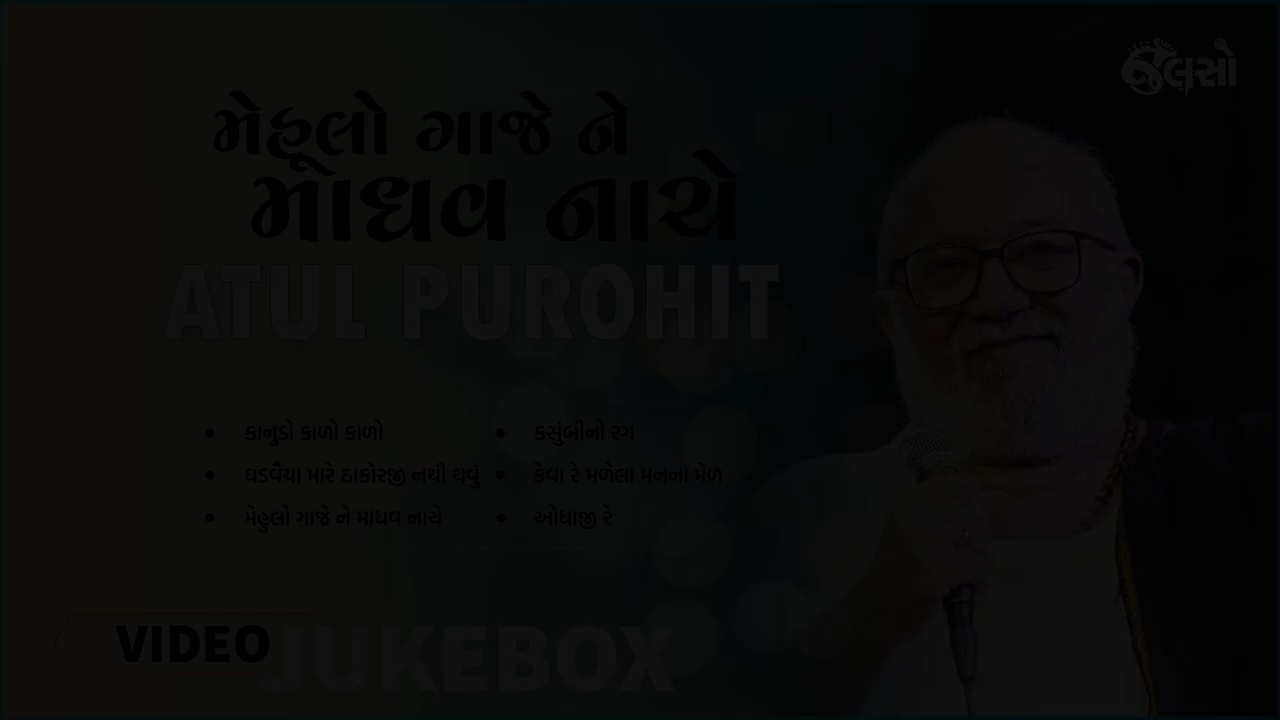 જલસો
મેહૂલો ગાજે ને
માધવ નાચે
ATUL PUROHIT
કાનુડો કાળો કાળો
ઘડવૈયા મારે ઠાકોરજી નથી થવું
મેહુલો ગાજે ને માધવ નાચે
કસુંબીનો રંગ
કેવા રે મળેલા મનના મેળ
ઓધાજી રે
VIDEO JUKEBOX